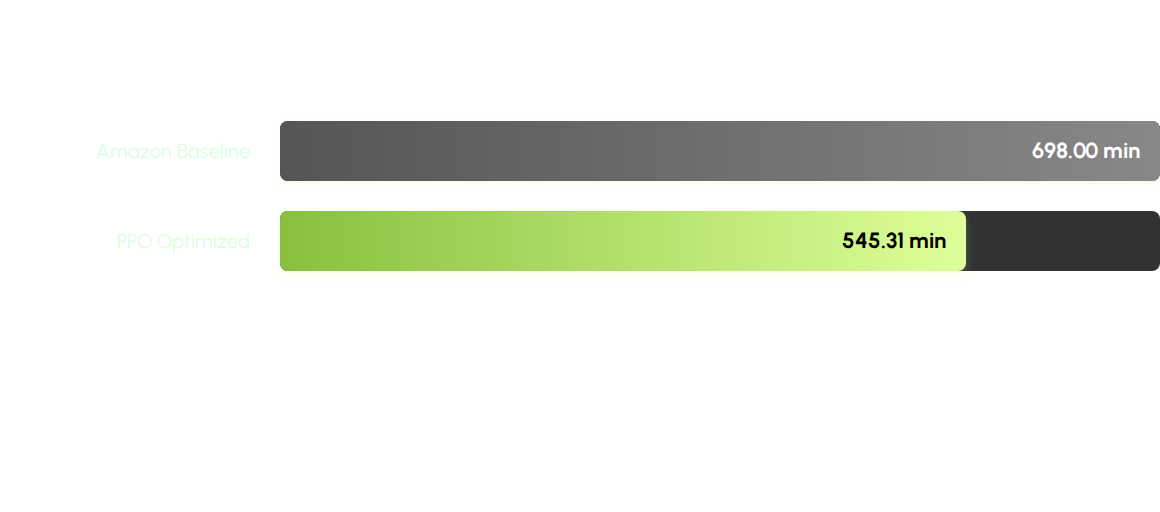 Amazon Baseline
698.00 min
PPO Optimized
545.31 min